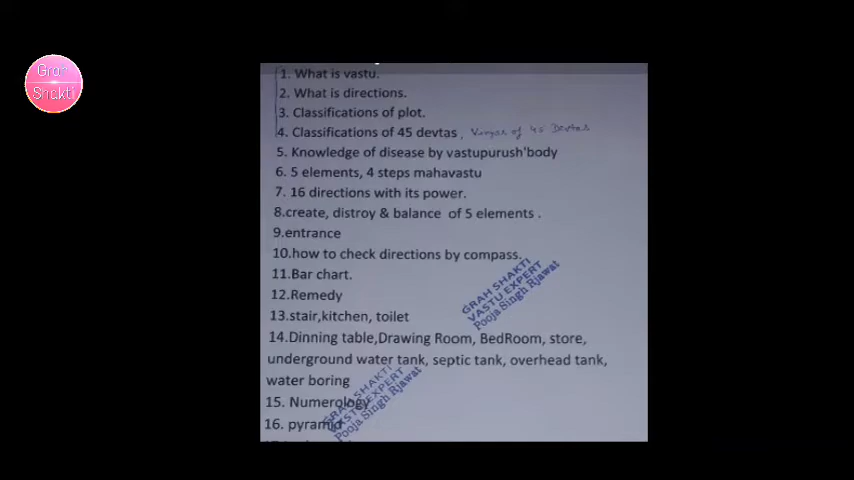 Grah
Shakti
1. What is vastu.
2. What is directions.
3. Classifications of plot.
4. Classifications of 45 devtas , of 45 Devtas
5. Knowledge of disease by vastupurush'body
6. 5 elements, 4 steps mahavastu
7. 16 directions with its power.
8.create, distroy & balance of 5 elements .
9.entrance
10.how to check directions by compass.
11.Bar chart.
12.Remedy
13.stair,kitchen, toilet
14.Dinning table,Drawing Room, BedRoom, store,
underground water tank, septic tank, overhead tank,
water boring
15. Numerology
16. pyramid
GRAH SHAKTI
VASTU EXPERT
Pooja Singh Rjawat
GRAH SHAKTI
VASTU EXPERT
Pooja Singh Rjawat